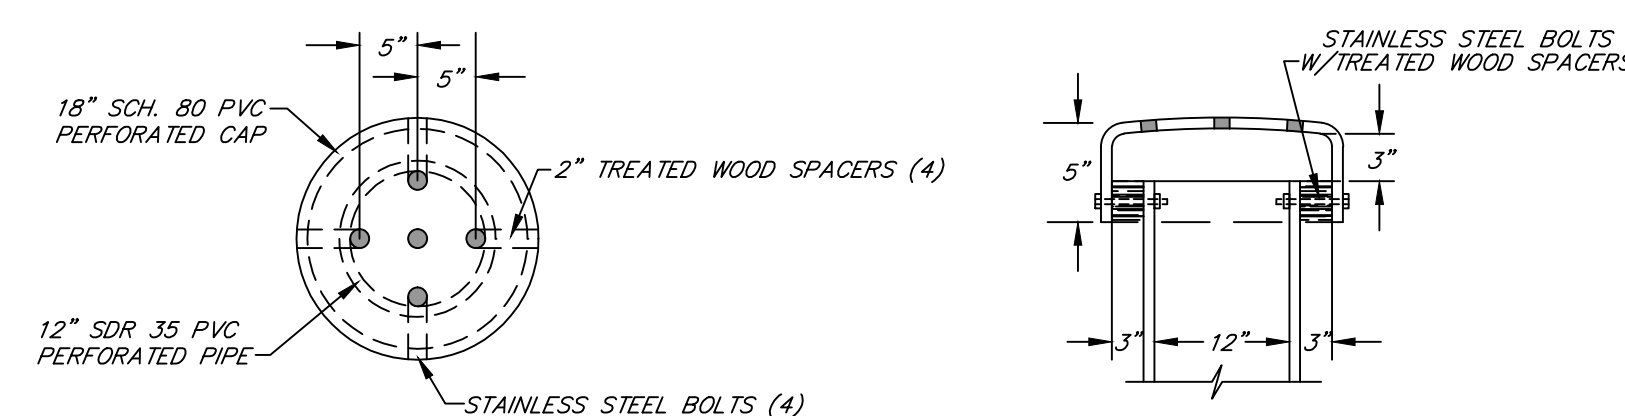 5"
5"
18" SCH. 80 PVC
PERFORATED CAP
2" TREATED WOOD SPACERS (4)
12" SDR 35 PVC
PERFORATED PIPE
STAINLESS STEEL BOLTS (4)
STAINLESS STEEL BOLTS
W/TREATED WOOD SPACERS
5"
3"
3"
12"
3"